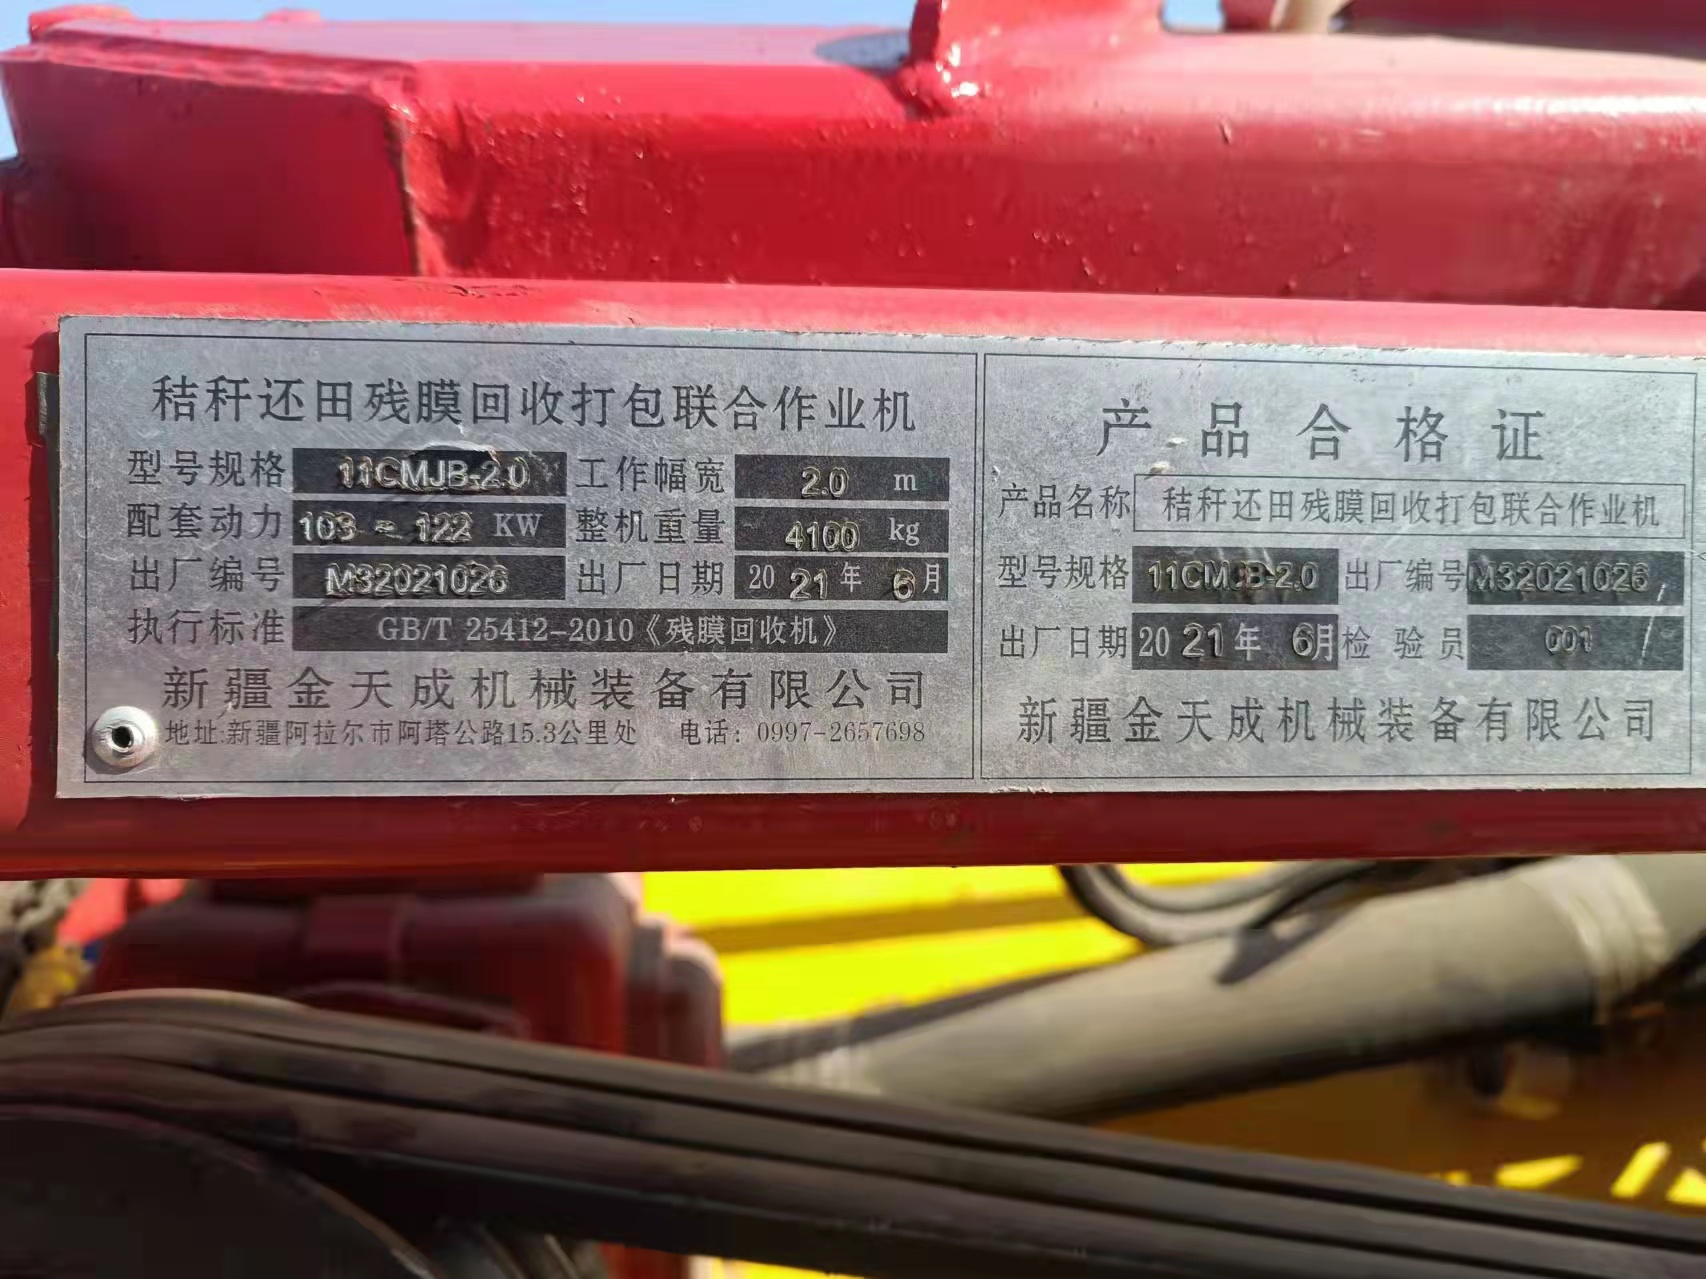 秸秆还田残膜回收打包联合作业机
型号规格 11CMJB-2.0 工作幅宽 2.0 m
配套动力 103-122 KW 整机重量 4100 kg
出厂编号 M32021026 出厂日期 2021年 6月
执行标准 GB/T 25412-2010《残膜回收机》
新疆金天成机械装备有限公司
地址:新疆阿拉尔市阿塔公路15.3公里处 电话: 0997-2657698
产品合格证
产品名称 秸秆还田残膜回收打包联合作业机
型号规格 11CMJB-2.0 出厂编号 M32021026
出厂日期 2021年 6月 检验员 001
新疆金天成机械装备有限公司